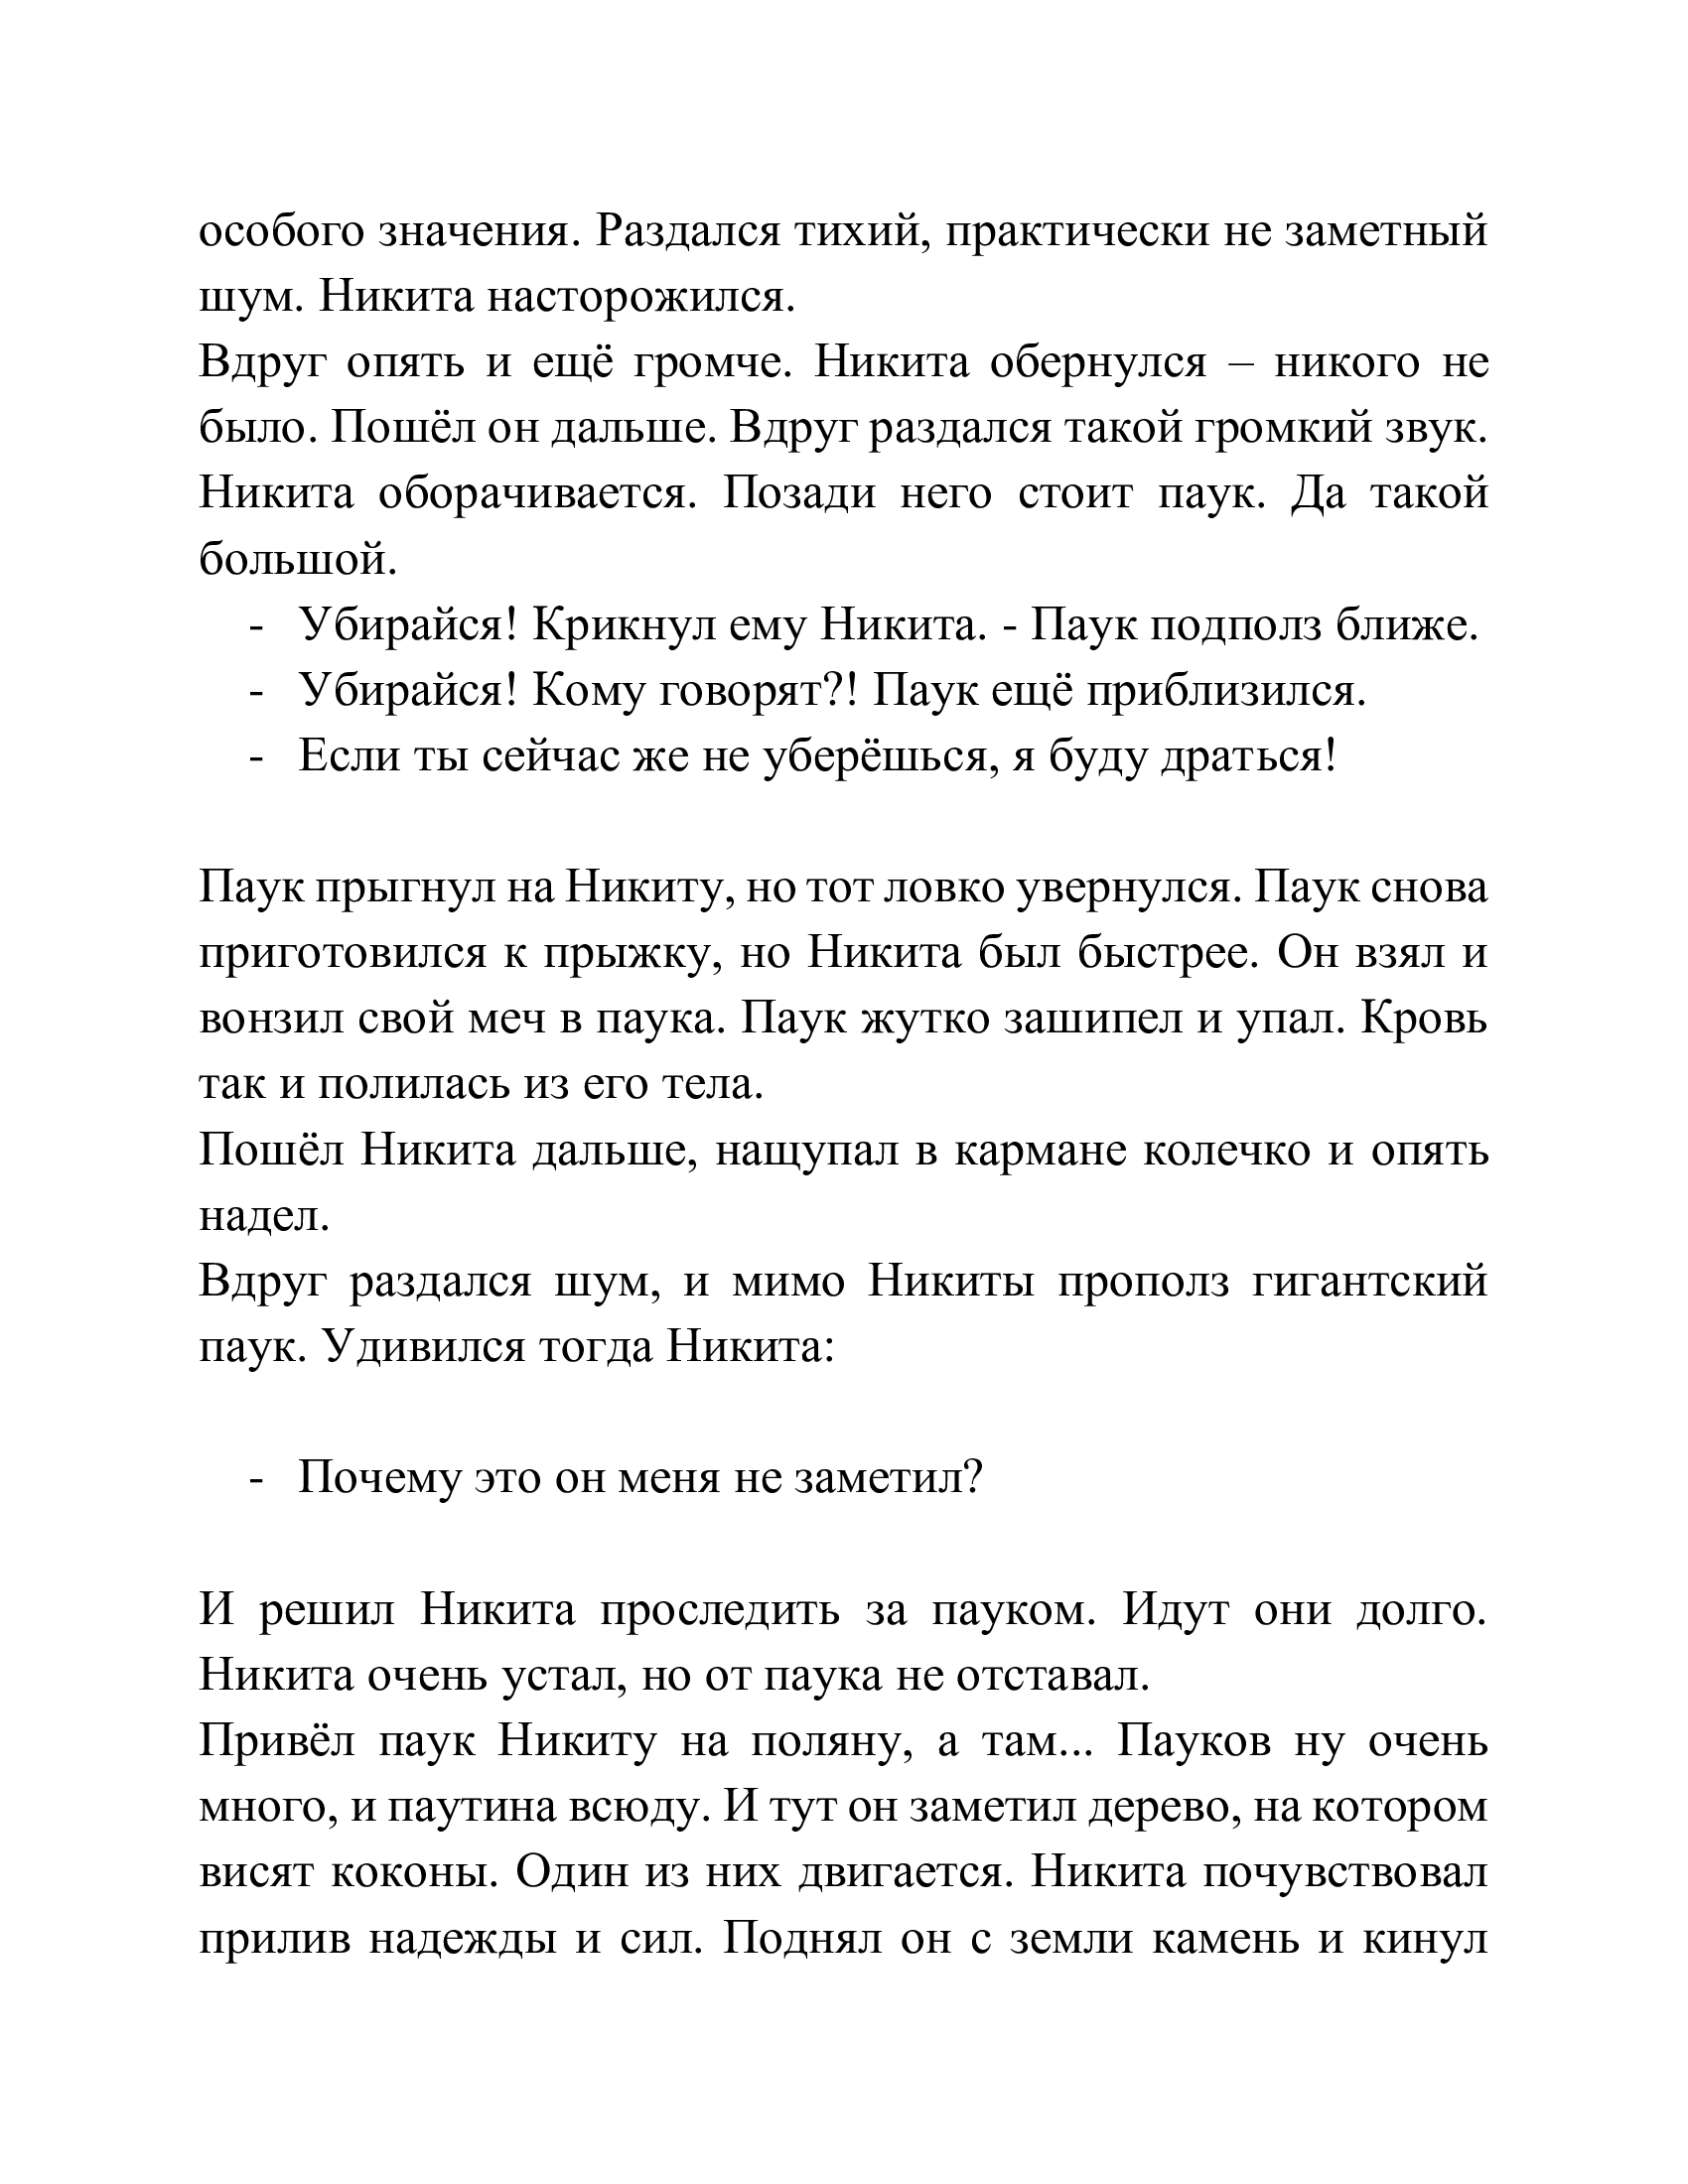 особого значения. Раздался тихий, практически не заметный
шум. Никита насторожился.
Вдруг опять и ещё громче. Никита обернулся – никого не
было. Пошёл он дальше. Вдруг раздался такой громкий звук.
Никита оборачивается. Позади него стоит паук. Да такой
большой.
- Убирайся! Крикнул ему Никита. - Паук подполз ближе.
- Убирайся! Кому говорят?! Паук ещё приблизился.
- Если ты сейчас же не уберёшься, я буду драться!
Паук прыгнул на Никиту, но тот ловко увернулся. Паук снова
приготовился к прыжку, но Никита был быстрее. Он взял и
вонзил свой меч в паука. Паук жутко зашипел и упал. Кровь
так и полилась из его тела.
Пошёл Никита дальше, нащупал в кармане колечко и опять
надел.
Вдруг раздался шум, и мимо Никиты прополз гигантский
паук. Удивился тогда Никита:
- Почему это он меня не заметил?
И решил Никита проследить за пауком. Идут они долго.
Никита очень устал, но от паука не отставал.
Привёл паук Никиту на поляну, а там... Пауков ну очень
много, и паутина всюду. И тут он заметил дерево, на котором
висят коконы. Один из них двигается. Никита почувствовал
прилив надежды и сил. Поднял он с земли камень и кинул